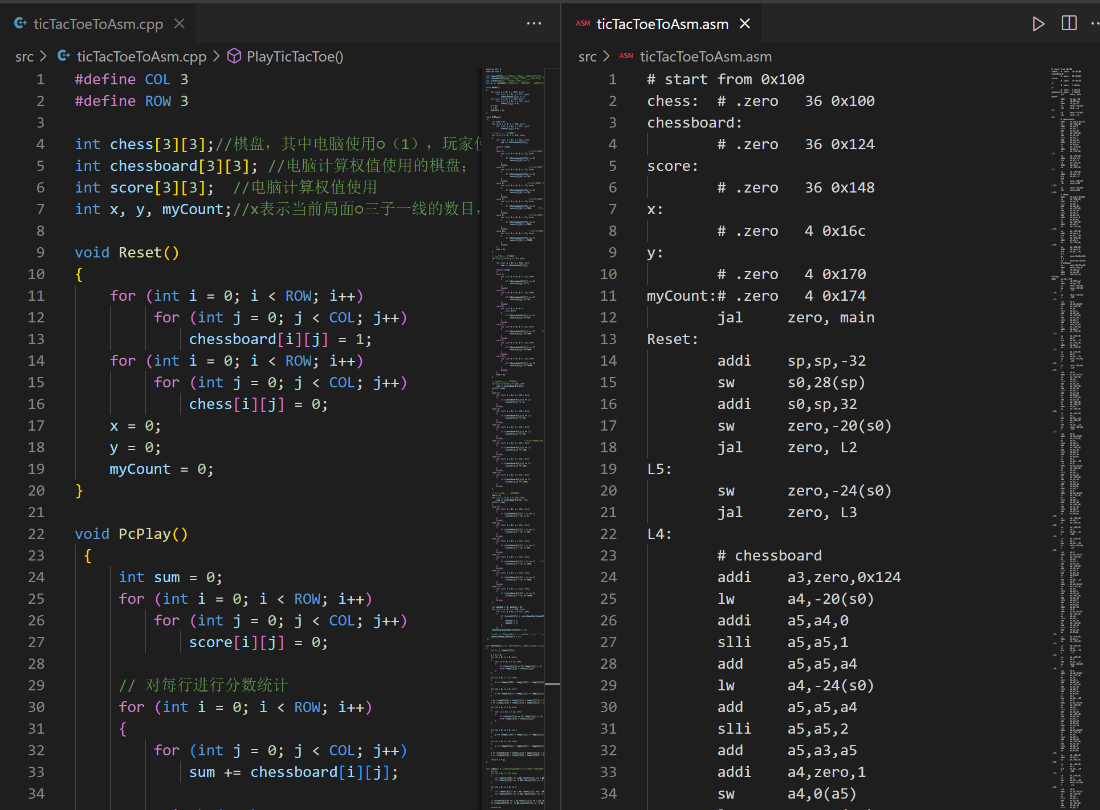 ticTacToeToAsm.cpp
src > ticTacToeToAsm.cpp > PlayTicTacToe()
1 #define COL 3
2 #define ROW 3
3
4 int chess[3][3];//棋盘，其中电脑使用o（1），玩家
5 int chessboard[3][3]; //电脑计算权值使用的棋盘；
6 int score[3][3];  //电脑计算权值使用
7 int x, y, myCount;//x表示当前局面o三子一线的数目，
8
9 void Reset()
10 {
11     for (int i = 0; i < ROW; i++)
12         for (int j = 0; j < COL; j++)
13             chessboard[i][j] = 1;
14     for (int i = 0; i < ROW; i++)
15         for (int j = 0; j < COL; j++)
16             chess[i][j] = 0;
17     x = 0;
18     y = 0;
19     myCount = 0;
20 }
21
22 void PcPlay()
23  {
24      int sum = 0;
25      for (int i = 0; i < ROW; i++)
26          for (int j = 0; j < COL; j++)
27              score[i][j] = 0;
28
29      // 对每行进行分数统计
30      for (int i = 0; i < ROW; i++)
31      {
32          for (int j = 0; j < COL; j++)
33              sum += chessboard[i][j];
34
ASM ticTacToeToAsm.asm
src > ASM ticTacToeToAsm.asm
1 # start from 0x100
2 chess:  # .zero   36 0x100
3 chessboard:
4         # .zero   36 0x124
5 score:
6         # .zero   36 0x148
7 x:
8         # .zero   4 0x16c
9 y:
10         # .zero   4 0x170
11 myCount:# .zero   4 0x174
12         jal     zero, main
13 Reset:
14         addi    sp,sp,-32
15         sw      s0,28(sp)
16         addi    s0,sp,32
17         sw      zero,-20(s0)
18         jal     zero, L2
19 L5:
20         sw      zero,-24(s0)
21         jal     zero, L3
22 L4:
23         # chessboard
24         addi    a3,zero,0x124
25         lw      a4,-20(s0)
26         addi    a5,a4,0
27         slli    a5,a5,1
28         add     a5,a5,a4
29         lw      a4,-24(s0)
30         add     a5,a5,a4
31         slli    a5,a5,2
32         add     a5,a3,a5
33         addi    a4,zero,1
34         sw      a4,0(a5)